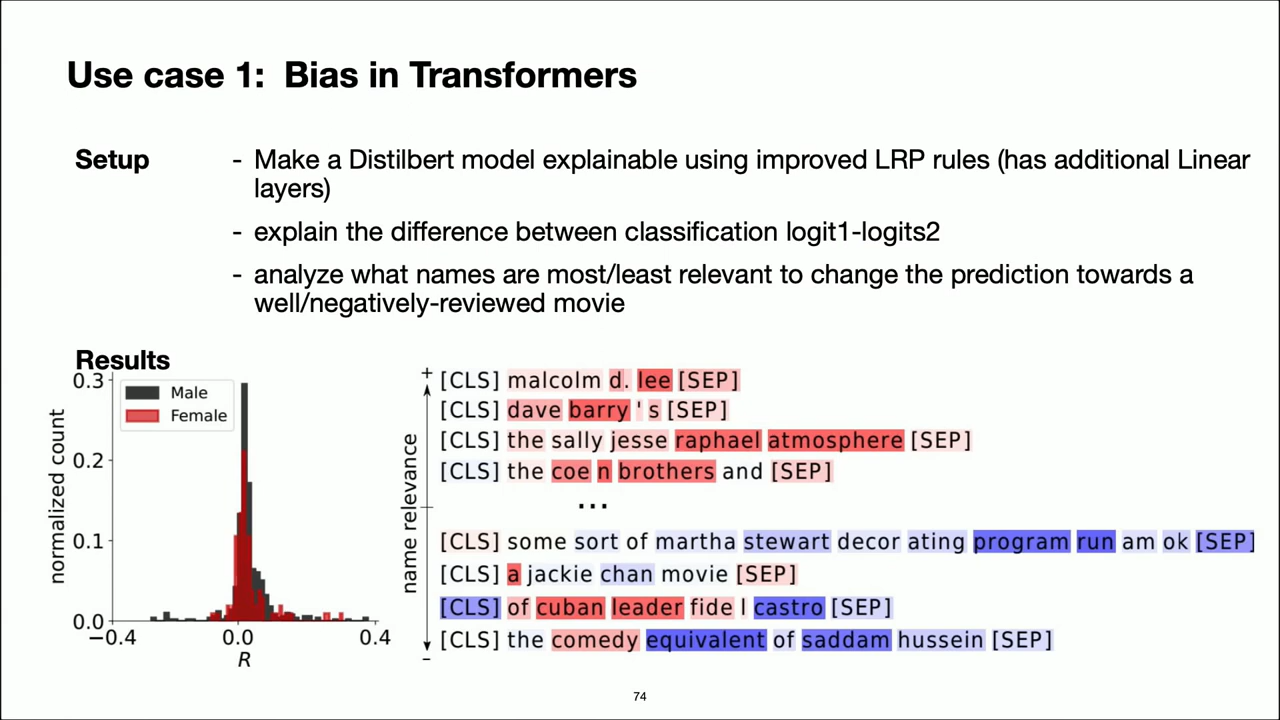 Use case 1:  Bias in Transformers
Setup
- Make a Distilbert model explainable using improved LRP rules (has additional Linear
layers)
- explain the difference between classification logit1-logits2
- analyze what names are most/least relevant to change the prediction towards a
well/negatively-reviewed movie
Results
normalized count
0.3
0.2
0.1
0.0
−0.4
0.0
0.4
R
Male
Female
name relevance
+
–
[CLS] malcolm d. lee [SEP]
[CLS] dave barry ' s [SEP]
[CLS] the sally jesse raphael atmosphere [SEP]
[CLS] the coe n brothers and [SEP]
...
[CLS] some sort of martha stewart decor ating program run am ok [SEP]
[CLS] a jackie chan movie [SEP]
[CLS] of cuban leader fide l castro [SEP]
[CLS] the comedy equivalent of saddam hussein [SEP]
74